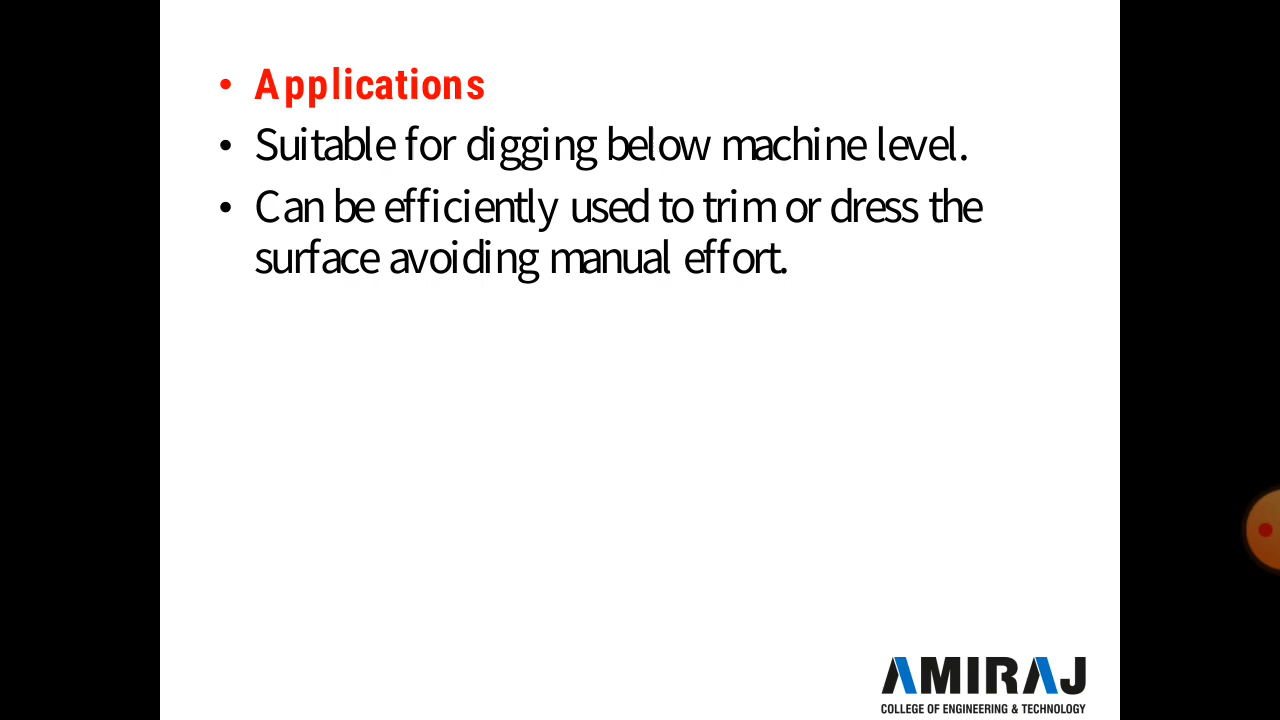 • Applications
• Suitable for digging below machine level.
• Can be efficiently used to trim or dress the
surface avoiding manual effort.
AMIRAJ
COLLEGE OF ENGINEERING & TECHNOLOGY